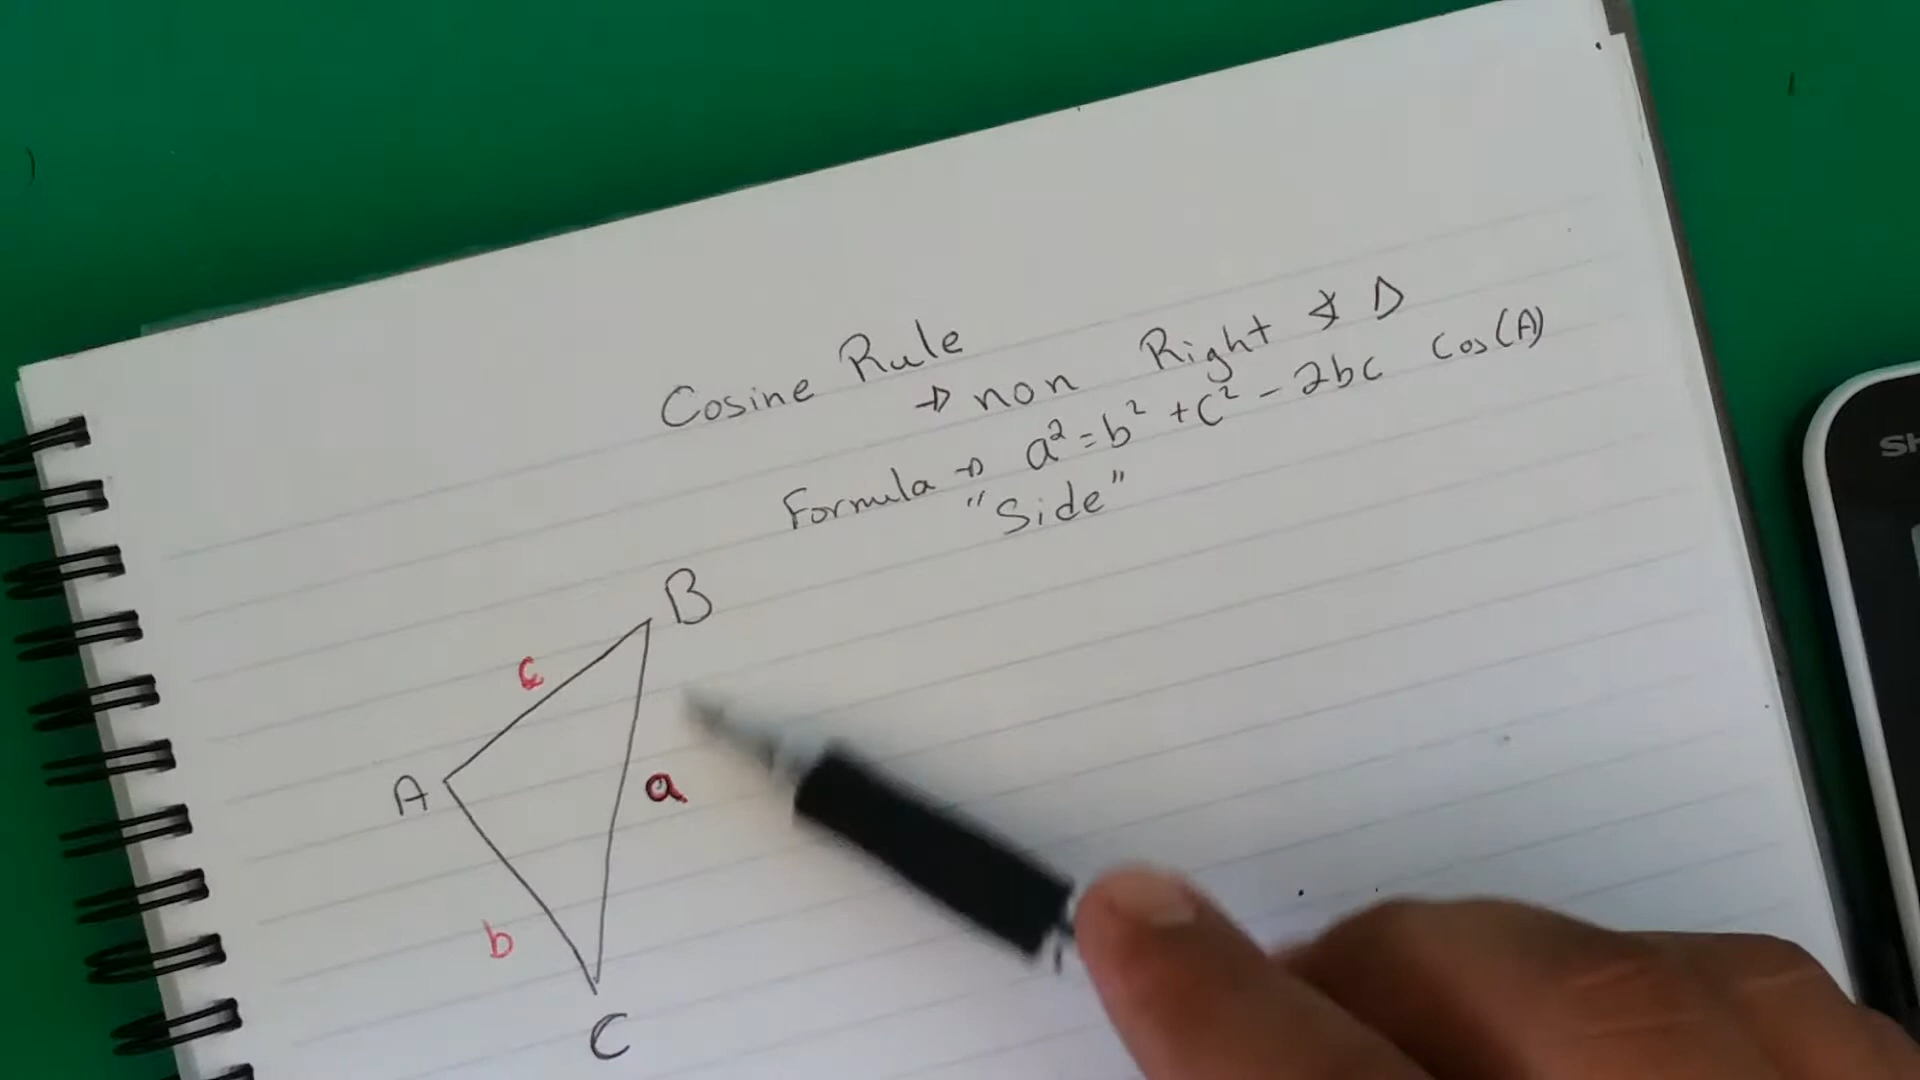 Cosine Rule
→ non Right ∡ Δ
Formula → a² = b² + c² - 2bc Cos(A)
"Side"
B
c
A
a
b
C
SH